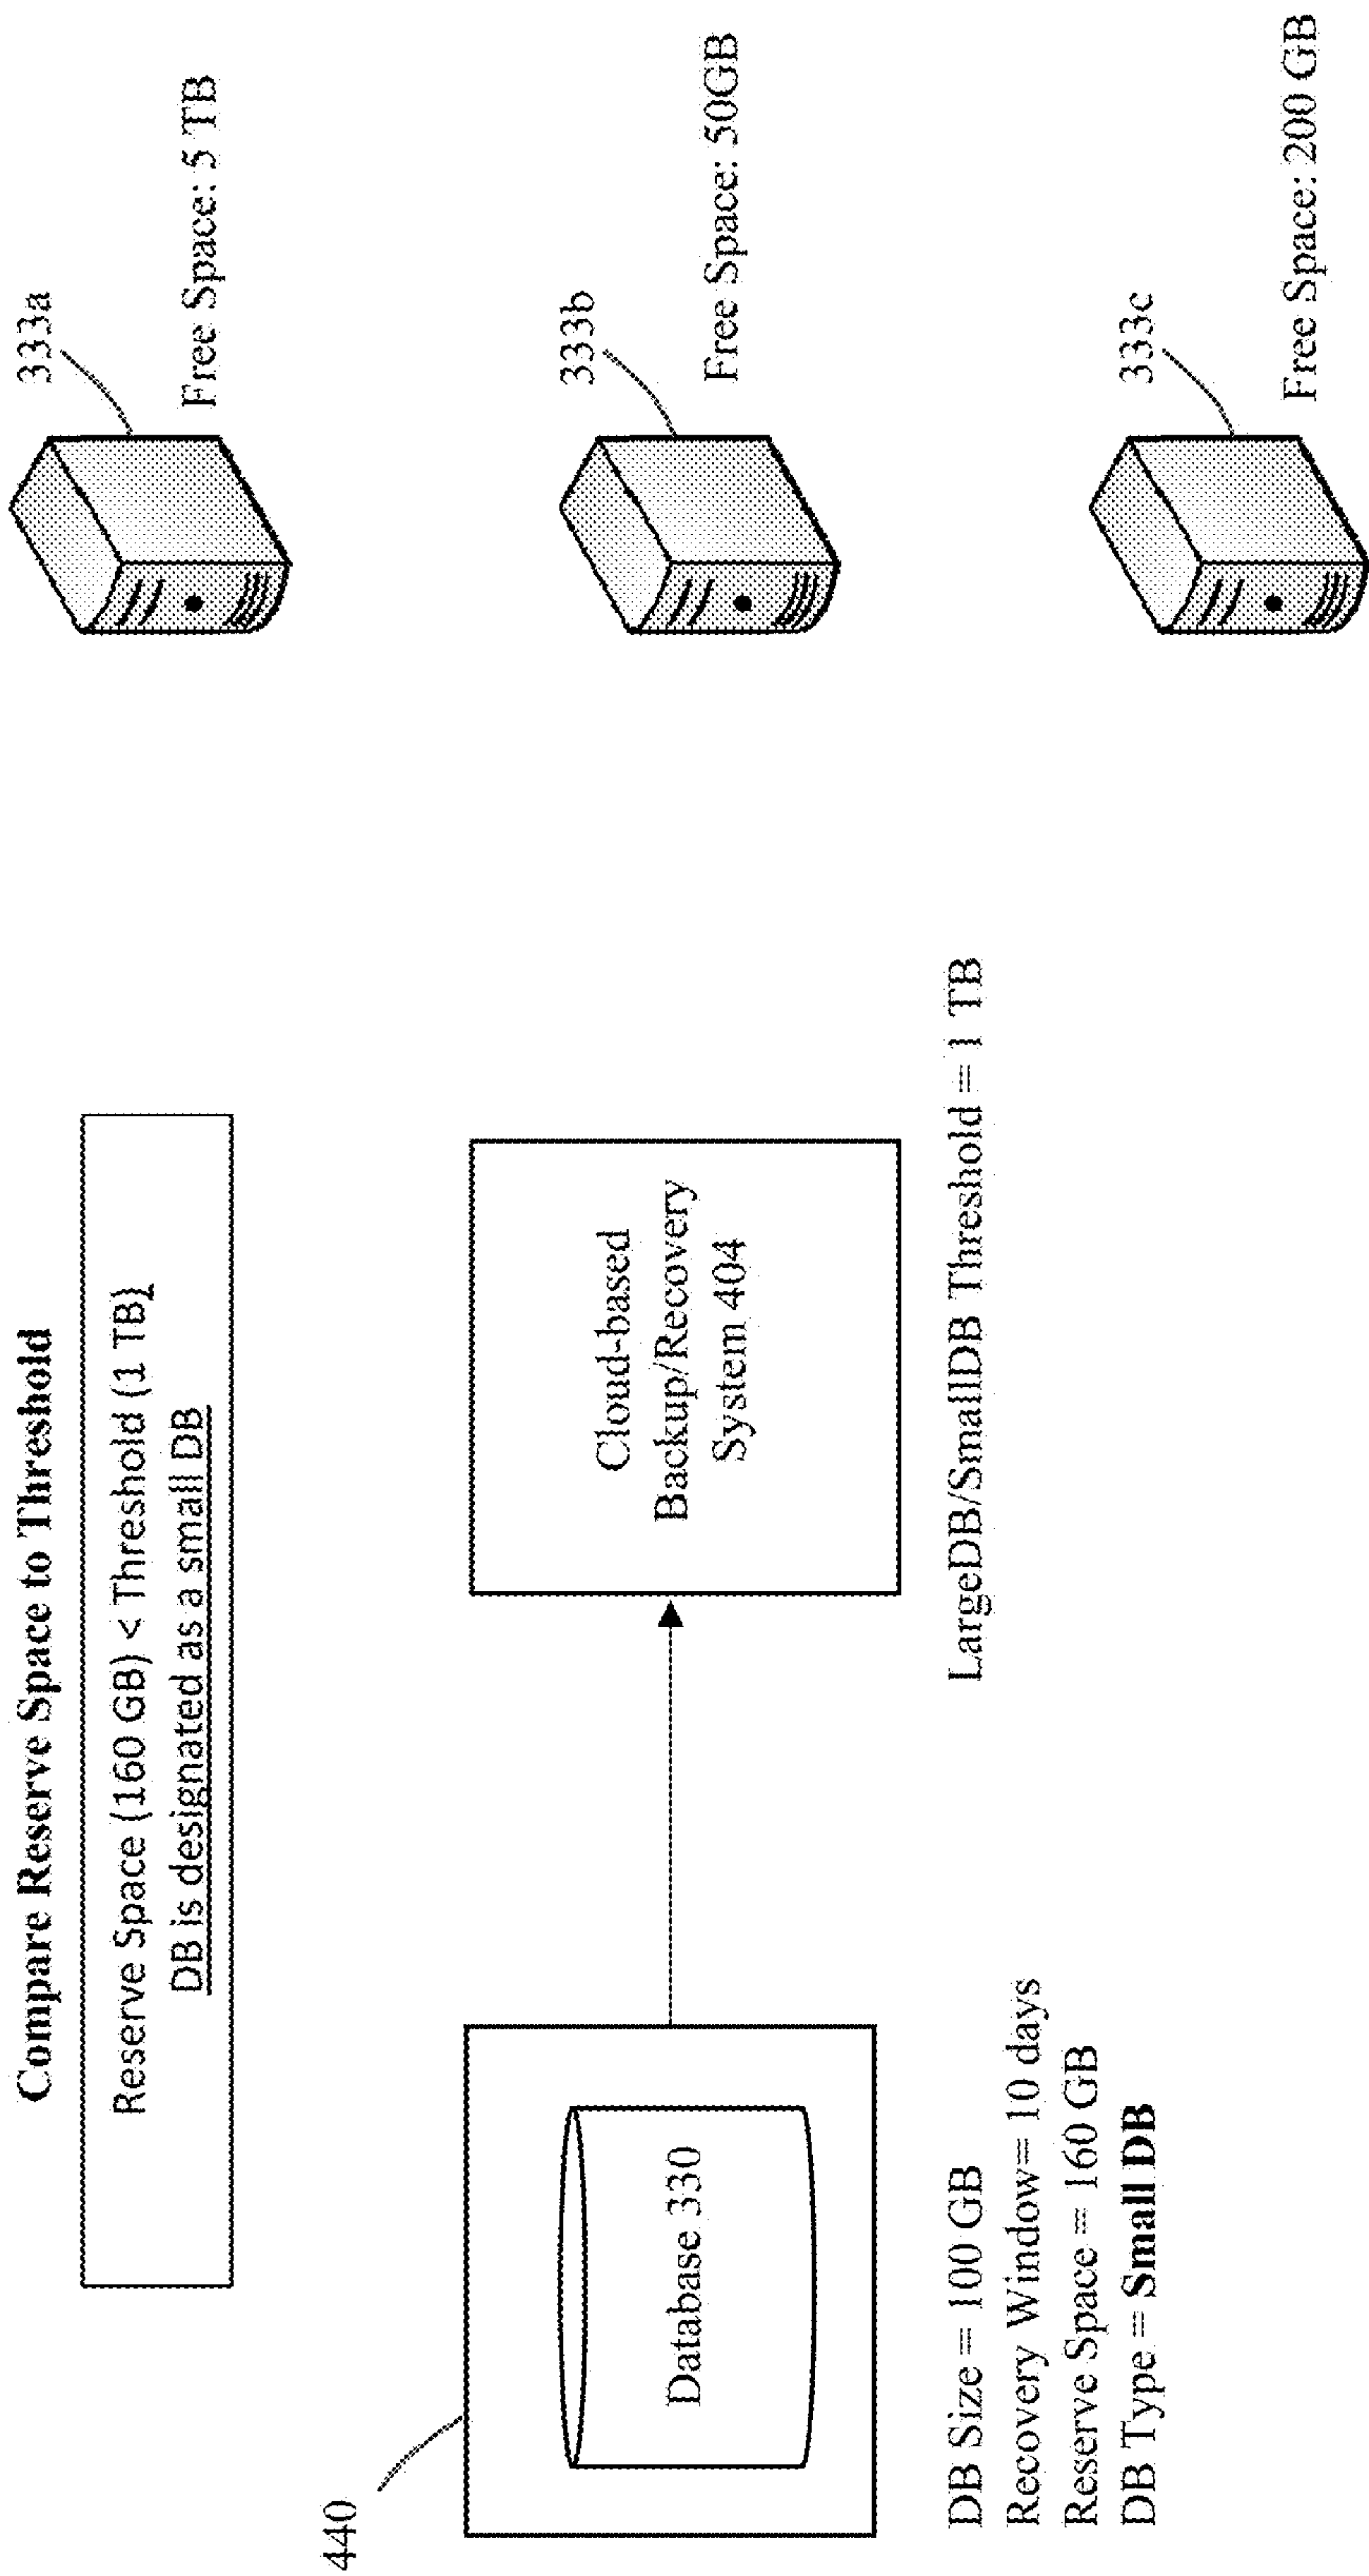 Compare Reserve Space to Threshold
Reserve Space (160 GB) < Threshold (1 TB)
DB is designated as a small DB
440
Database 330
DB Size = 100 GB
Recovery Window= 10 days
Reserve Space = 160 GB
DB Type = Small DB
Cloud-based
Backup/Recovery
System 404
LargeDB/SmallDB Threshold = 1 TB
333a
Free Space: 5 TB
333b
Free Space: 50GB
333c
Free Space: 200 GB